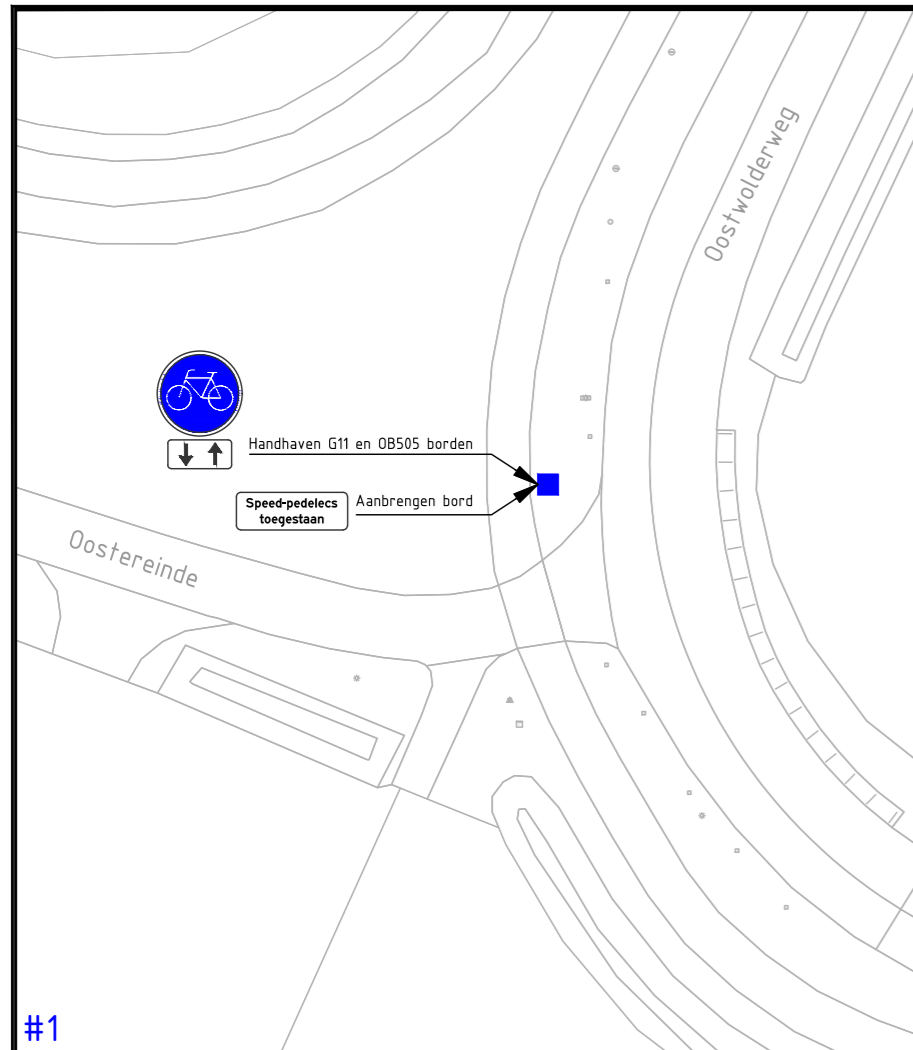 Oostwolderweg
Handhaven G11 en OB505 borden
Speed-pedelecs
toegestaan
Aanbrengen bord
Oostereinde
#1